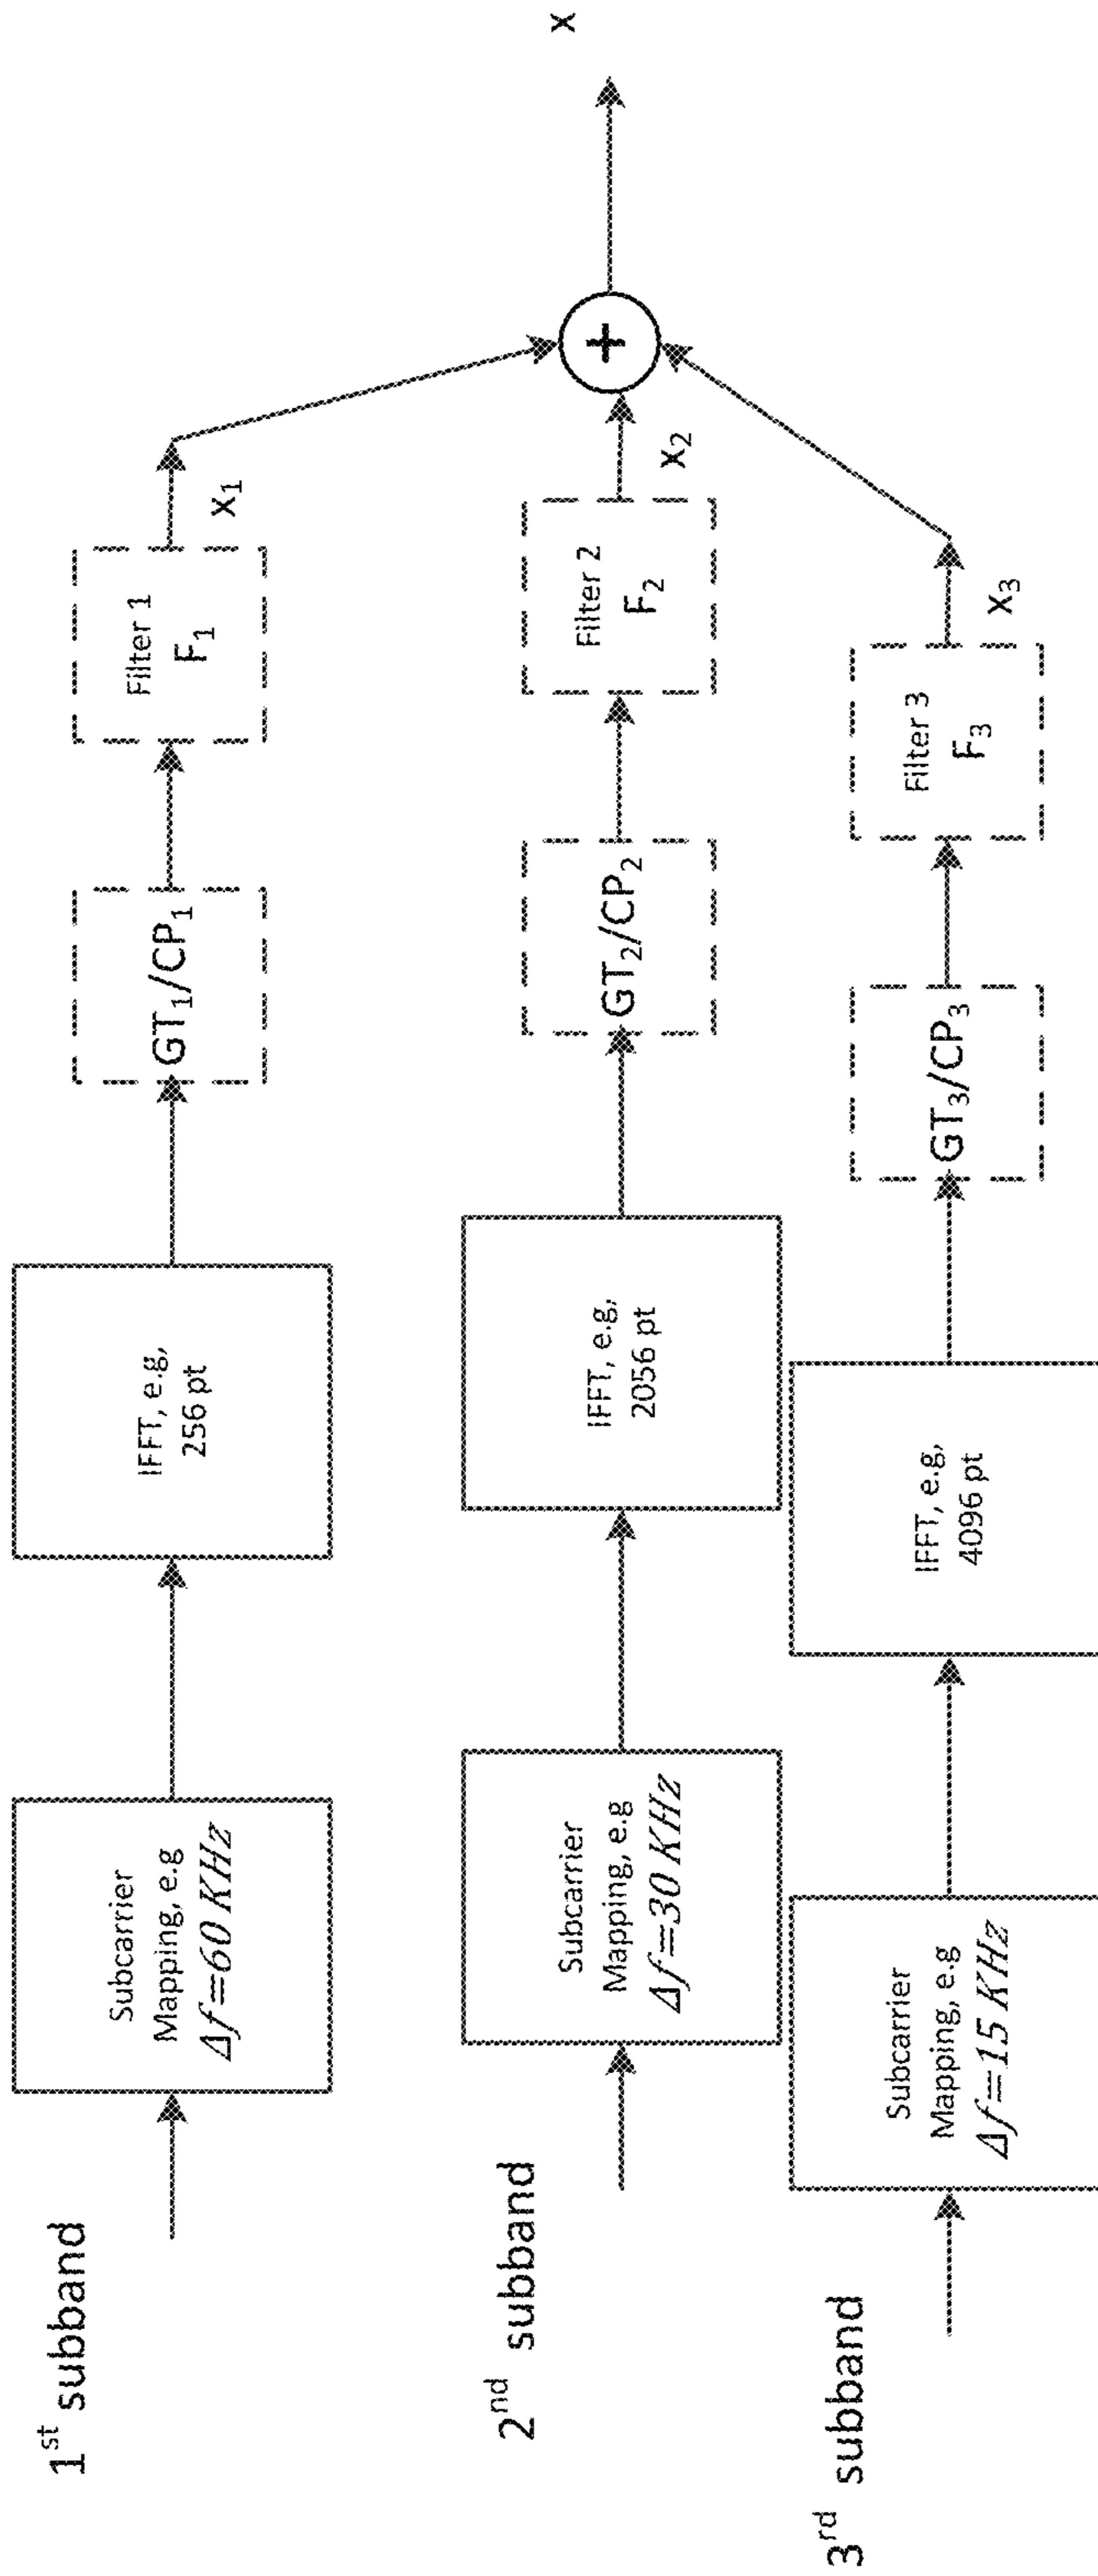 1st subband
Subcarrier
Mapping, e.g
Δf=60 KHz
IFFT, e.g,
256 pt
GT1/CP1
Filter 1
F1
x1
2nd subband
Subcarrier
Mapping, e.g
Δf=30 KHz
IFFT, e.g,
2056 pt
GT2/CP2
Filter 2
F2
x2
+
x
3rd subband
Subcarrier
Mapping, e.g
Δf=15 KHz
IFFT, e.g,
4096 pt
GT3/CP3
Filter 3
F3
x3